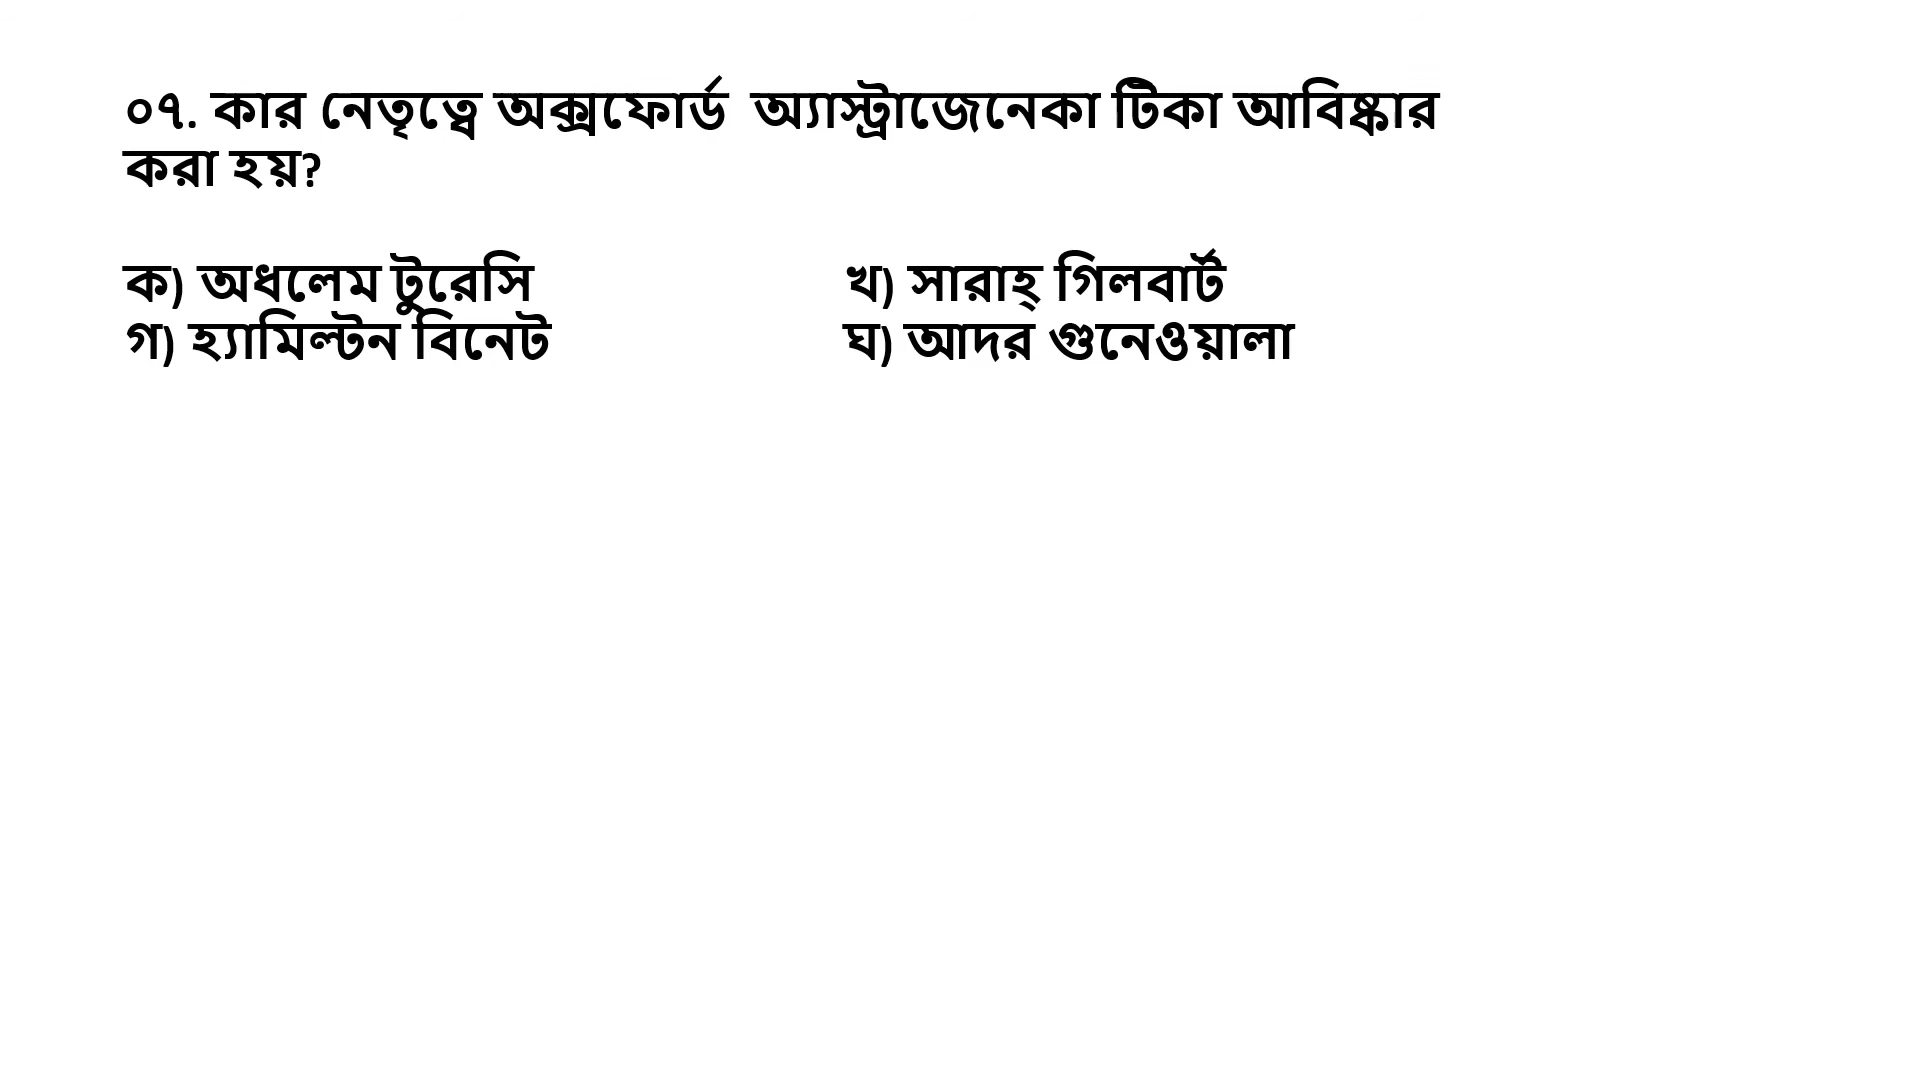 ০৭. কার নেতৃত্বে অক্সফোর্ড অ্যাস্ট্রাজেনেকা টিকা আবিষ্কার
করা হয়?
ক) অধলেম টুরেসি খ) সারাহ্ গিলবার্ট
গ) হ্যামিল্টন বিনেট ঘ) আদর গুনেওয়ালা